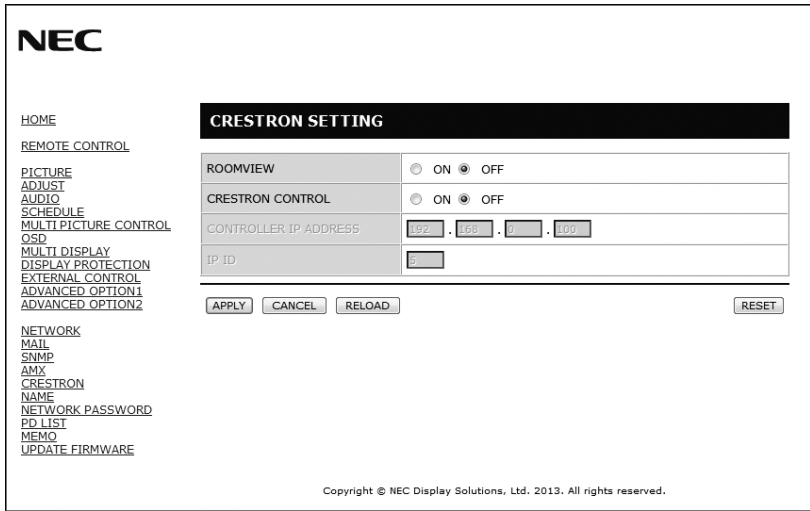 NEC
HOME
REMOTE CONTROL
PICTURE
ADJUST
AUDIO
SCHEDULE
MULTI PICTURE CONTROL
OSD
MULTI DISPLAY
DISPLAY PROTECTION
EXTERNAL CONTROL
ADVANCED OPTION1
ADVANCED OPTION2
NETWORK
MAIL
SNMP
AMX
CRESTRON
NAME
NETWORK PASSWORD
PD LIST
MEMO
UPDATE FIRMWARE
CRESTRON SETTING
ROOMVIEW ON OFF
CRESTRON CONTROL ON OFF
CONTROLLER IP ADDRESS 192 . 168 . 0 . 100
IP ID 5
APPLY CANCEL RELOAD RESET
Copyright © NEC Display Solutions, Ltd. 2013. All rights reserved.